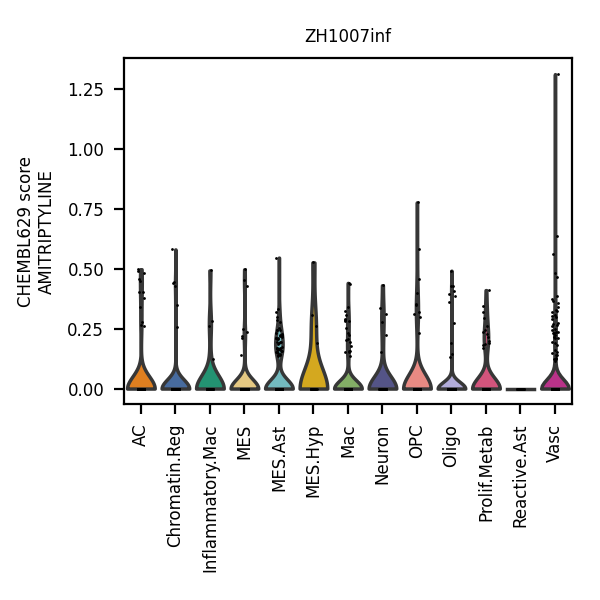 ZH1007inf
CHEMBL629 score
AMITRIPTYLINE
1.25
1.00
0.75
0.50
0.25
0.00
AC
Chromatin.Reg
Inflammatory.Mac
MES
MES.Ast
MES.Hyp
Mac
Neuron
OPC
Oligo
Prolif.Metab
Reactive.Ast
Vasc